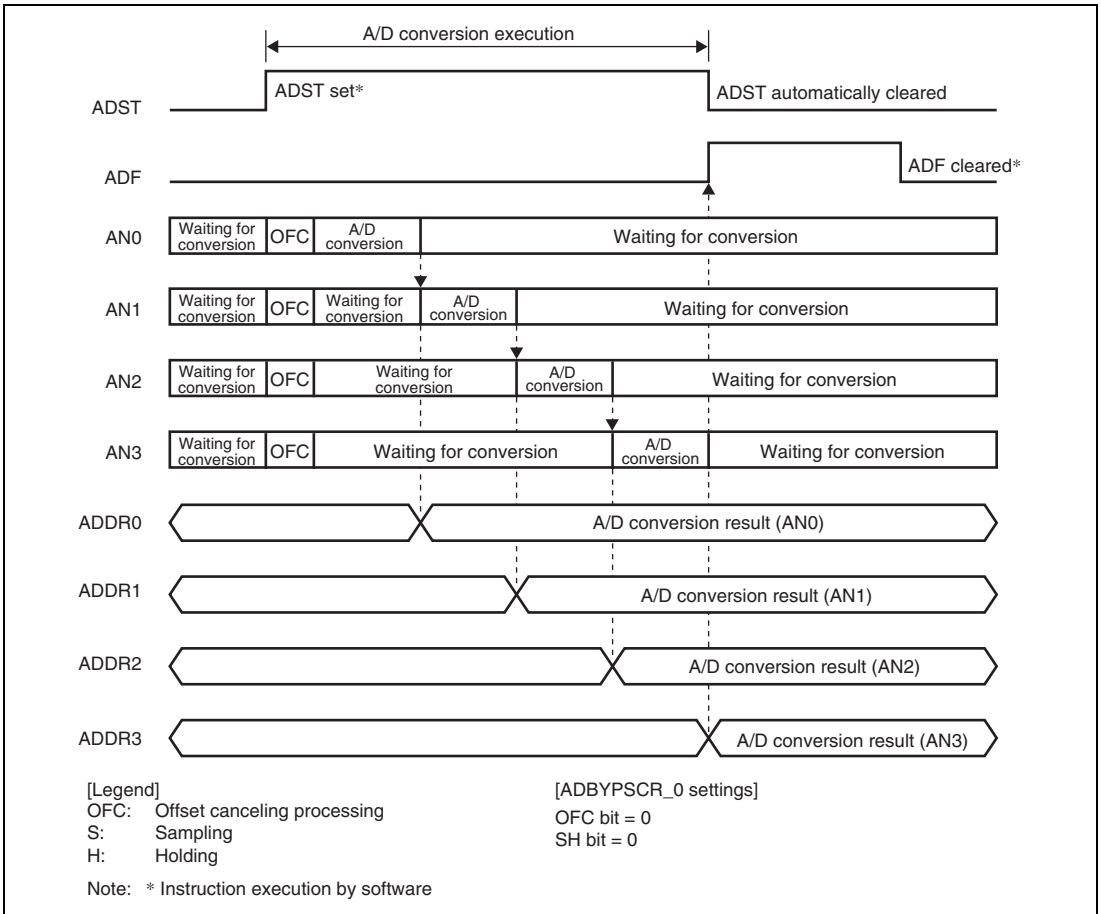 A/D conversion execution
ADST
ADST set*
ADST automatically cleared
ADF
ADF cleared*
AN0
Waiting for
conversion
OFC
A/D
conversion
Waiting for conversion
AN1
Waiting for
conversion
OFC
Waiting for
conversion
A/D
conversion
Waiting for conversion
AN2
Waiting for
conversion
OFC
Waiting for
conversion
A/D
conversion
Waiting for conversion
AN3
Waiting for
conversion
OFC
Waiting for conversion
A/D
conversion
Waiting for conversion
ADDR0
A/D conversion result (AN0)
ADDR1
A/D conversion result (AN1)
ADDR2
A/D conversion result (AN2)
ADDR3
A/D conversion result (AN3)
[Legend]
OFC: Offset canceling processing
S: Sampling
H: Holding
[ADBYPSCR_0 settings]
OFC bit = 0
SH bit = 0
Note: * Instruction execution by software